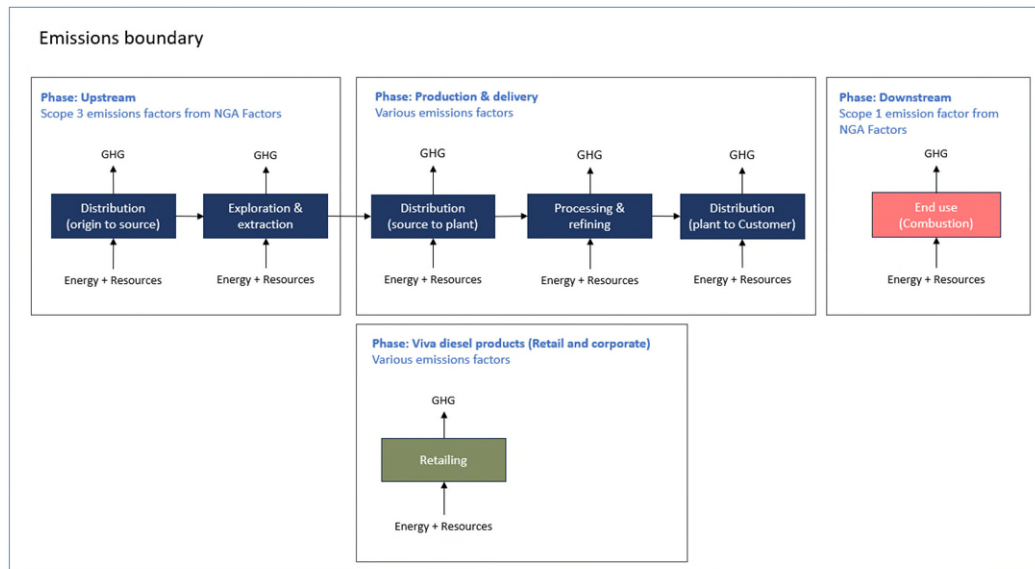 Emissions boundary
Phase: Upstream
Scope 3 emissions factors from NGA Factors
GHG
GHG
Distribution
(origin to source)
Exploration &
extraction
Energy + Resources
Energy + Resources
Phase: Production & delivery
Various emissions factors
GHG
GHG
GHG
Distribution
(source to plant)
Processing &
refining
Distribution
(plant to Customer)
Energy + Resources
Energy + Resources
Energy + Resources
Phase: Downstream
Scope 1 emission factor from
NGA Factors
GHG
End use
(Combustion)
Energy + Resources
Phase: Viva diesel products (Retail and corporate)
Various emissions factors
GHG
Retailing
Energy + Resources